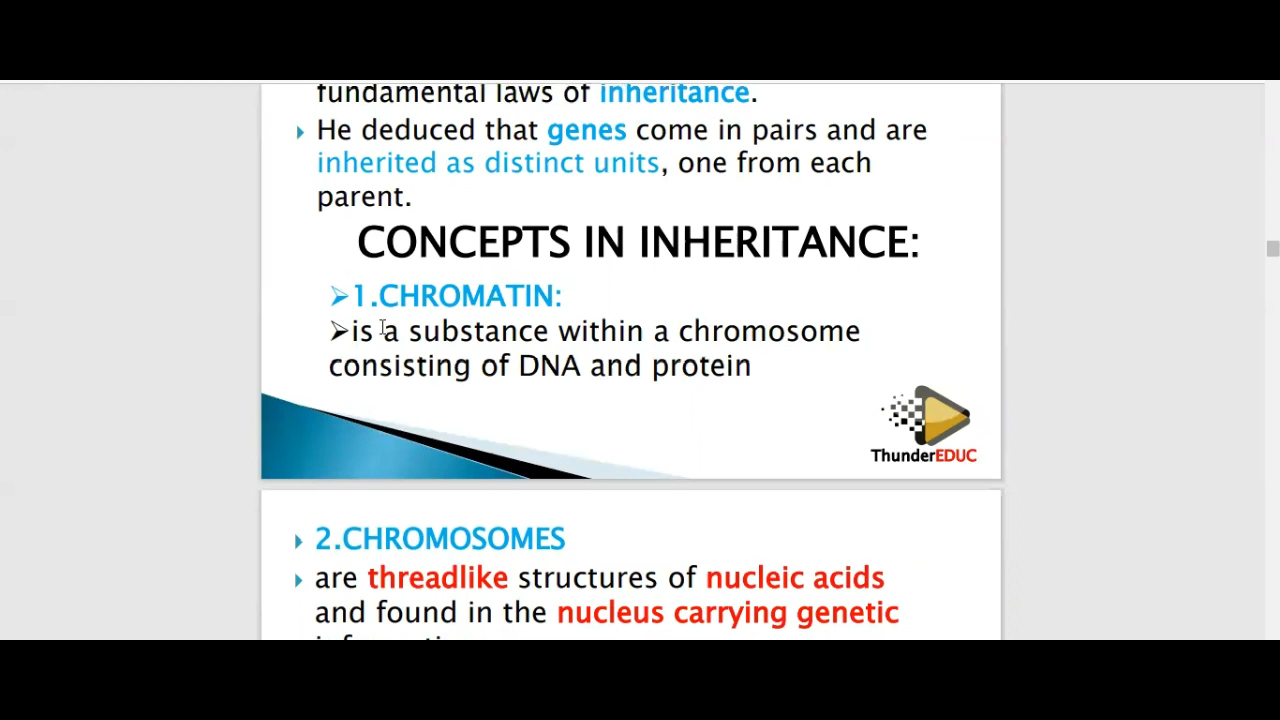 fundamental laws of inheritance.
He deduced that genes come in pairs and are
inherited as distinct units, one from each
parent.
CONCEPTS IN INHERITANCE:
1.CHROMATIN:
is a substance within a chromosome
consisting of DNA and protein
ThunderEDUC
2.CHROMOSOMES
are threadlike structures of nucleic acids
and found in the nucleus carrying genetic